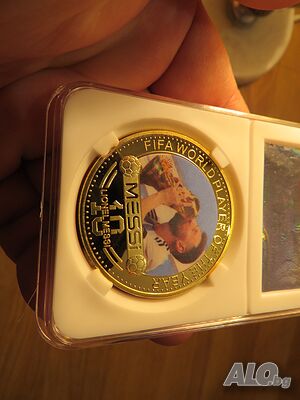 FIFA WORLD PLAYER OF THE YEAR
MESSI
10
LIONEL MESSI
ALO.bg